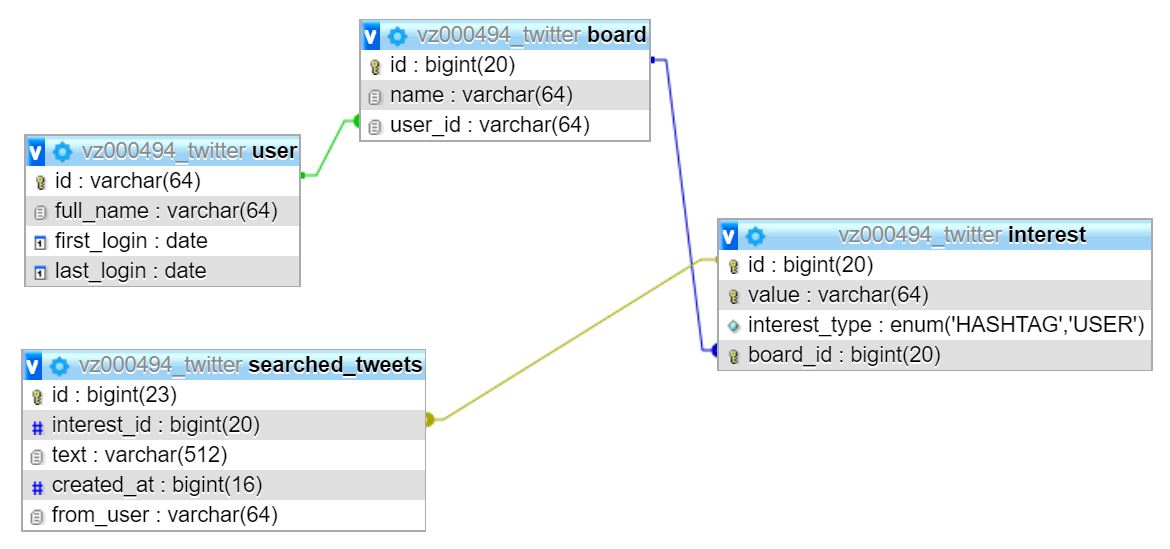 vz000494_twitter board
id : bigint(20)
name : varchar(64)
user_id : varchar(64)
vz000494_twitter user
id : varchar(64)
full_name : varchar(64)
first_login : date
last_login : date
vz000494_twitter interest
id : bigint(20)
value : varchar(64)
interest_type : enum('HASHTAG','USER')
board_id : bigint(20)
vz000494_twitter searched_tweets
id : bigint(23)
interest_id : bigint(20)
text : varchar(512)
created_at : bigint(16)
from_user : varchar(64)